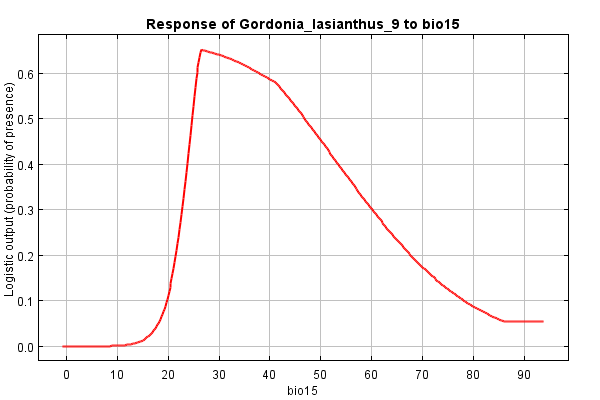 Response of Gordonia_lasianthus_9 to bio15
Logistic output (probability of presence)
0.6
0.5
0.4
0.3
0.2
0.1
0.0
0 10 20 30 40 50 60 70 80 90
bio15